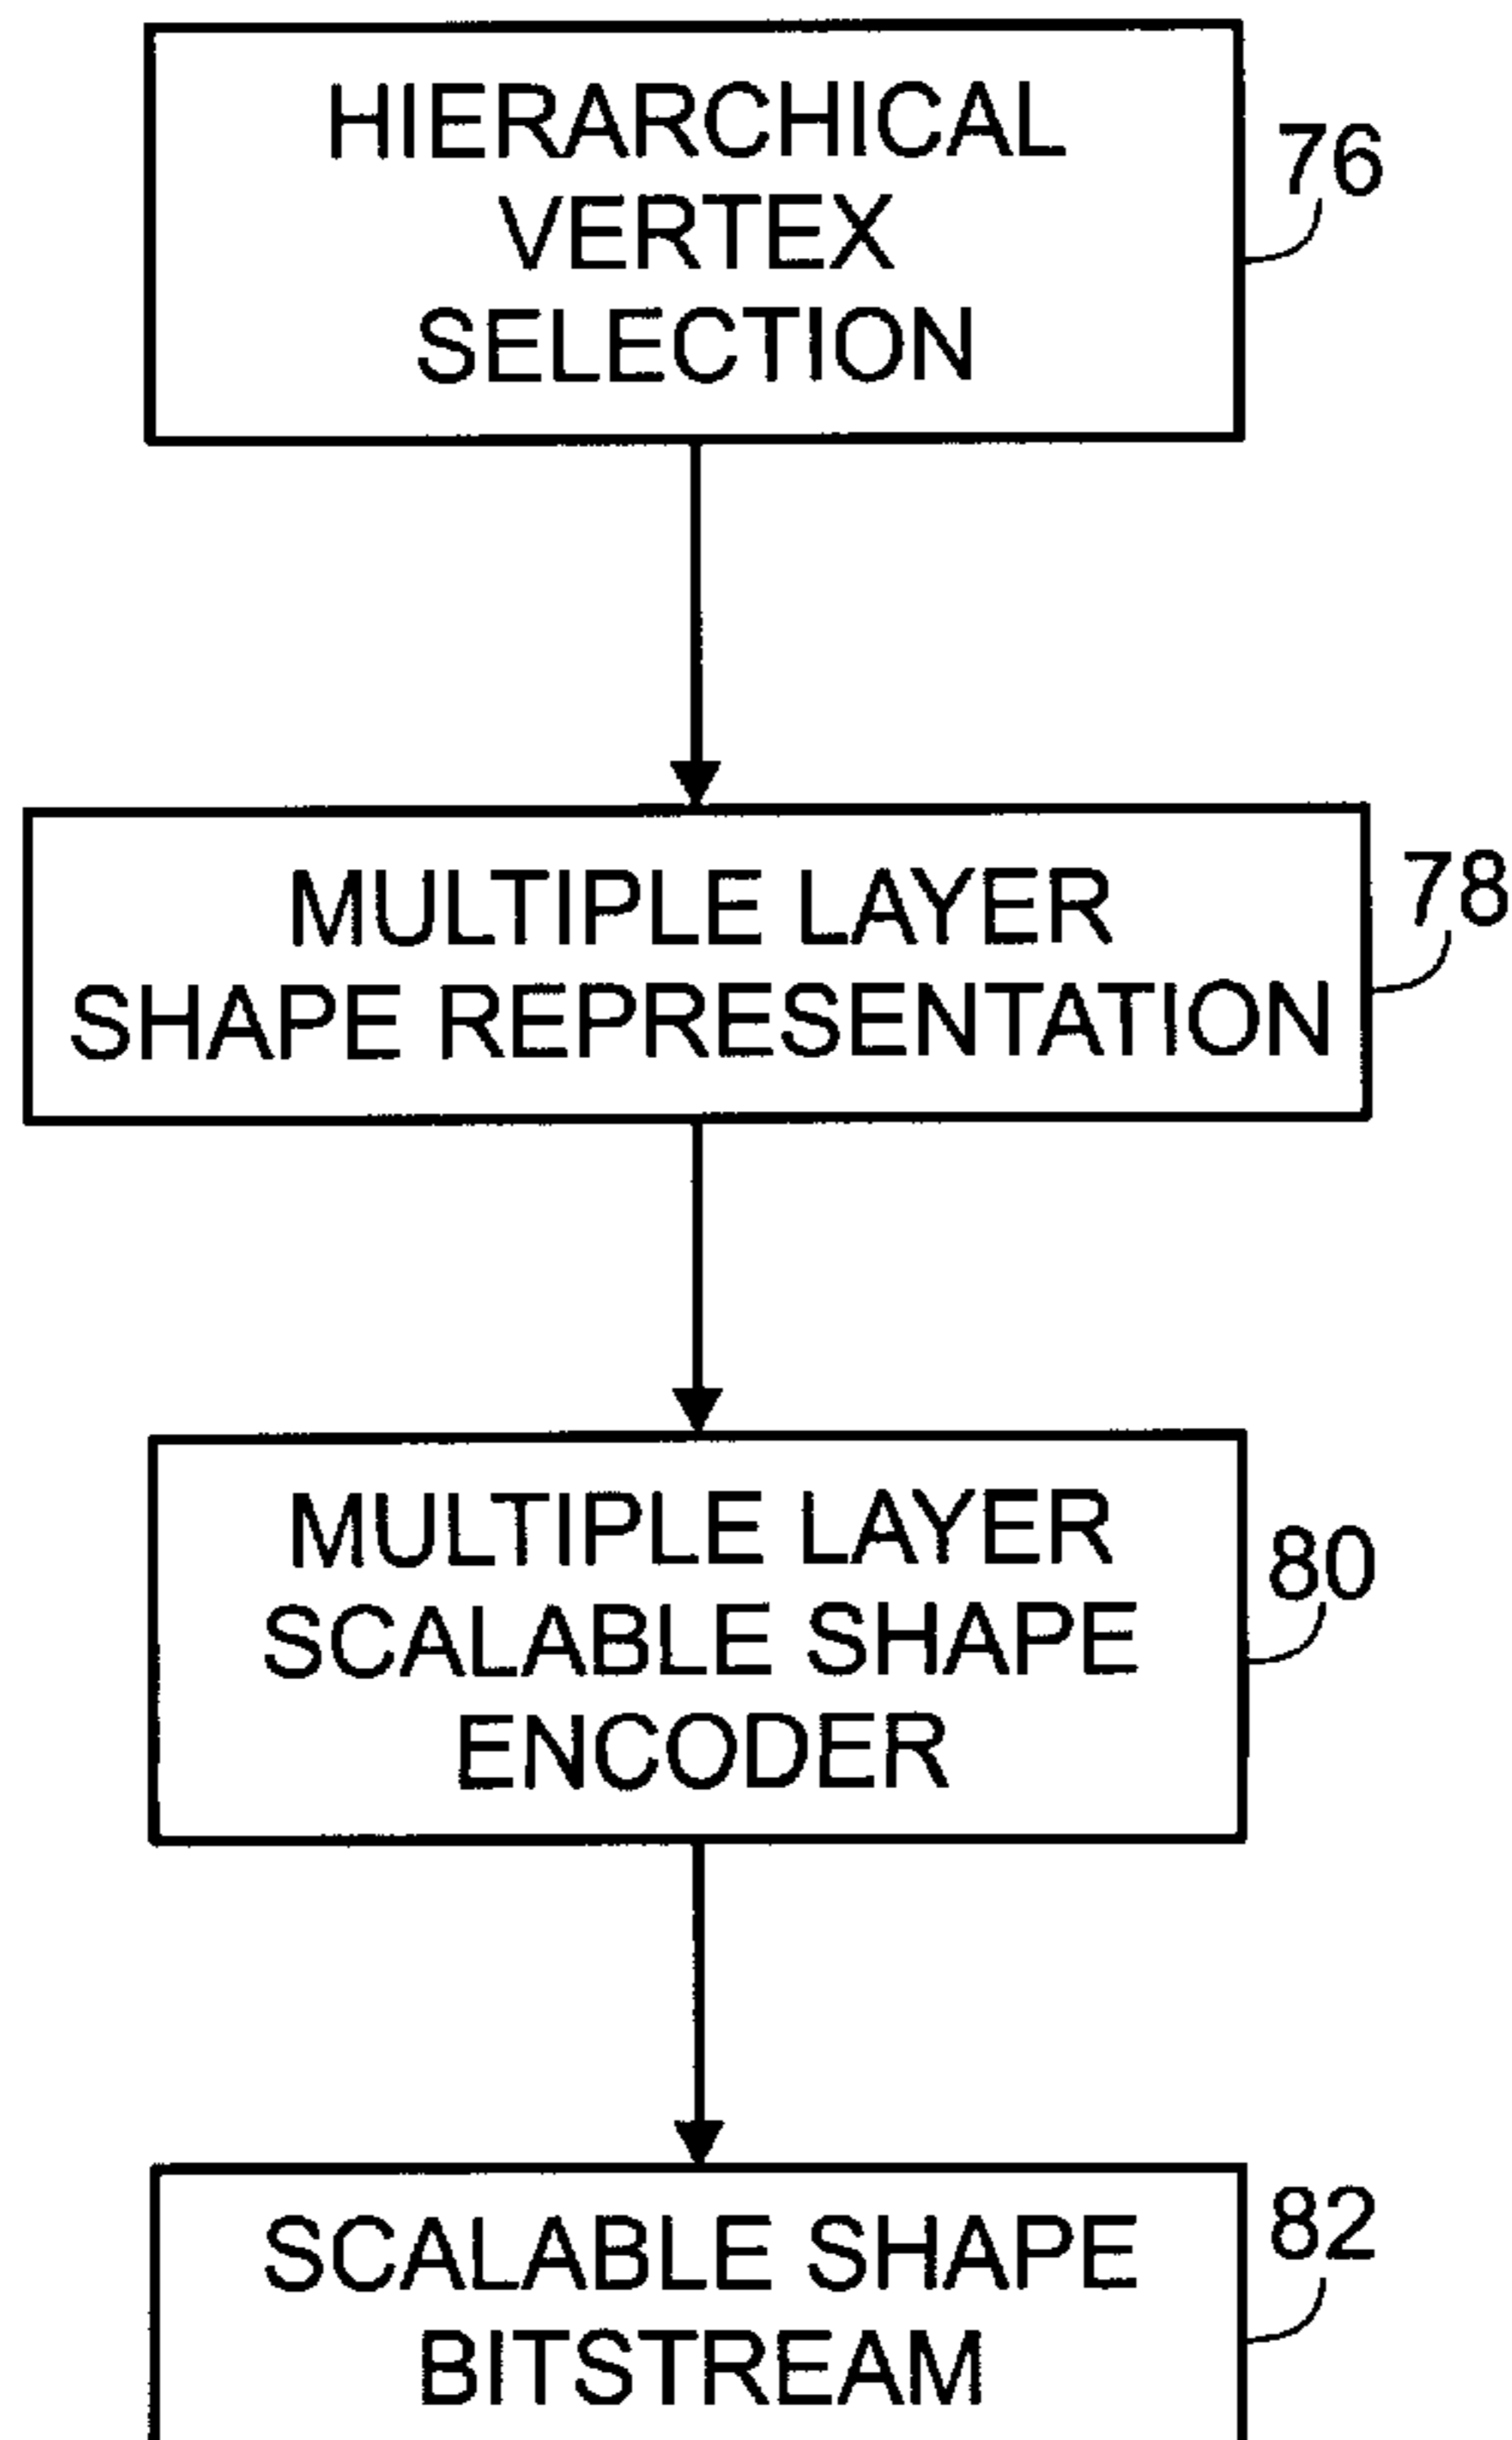 HIERARCHICAL
VERTEX
SELECTION
76
MULTIPLE LAYER
SHAPE REPRESENTATION
78
MULTIPLE LAYER
SCALABLE SHAPE
ENCODER
80
SCALABLE SHAPE
BITSTREAM
82